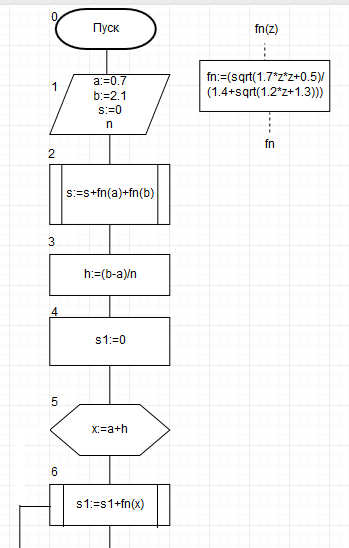 0
Пуск
fn(z)
1
a:=0.7
b:=2.1
s:=0
n
fn:=(sqrt(1.7*z*z+0.5)/
(1.4+sqrt(1.2*z+1.3)))
fn
2
s:=s+fn(a)+fn(b)
3
h:=(b-a)/n
4
s1:=0
5
x:=a+h
6
s1:=s1+fn(x)